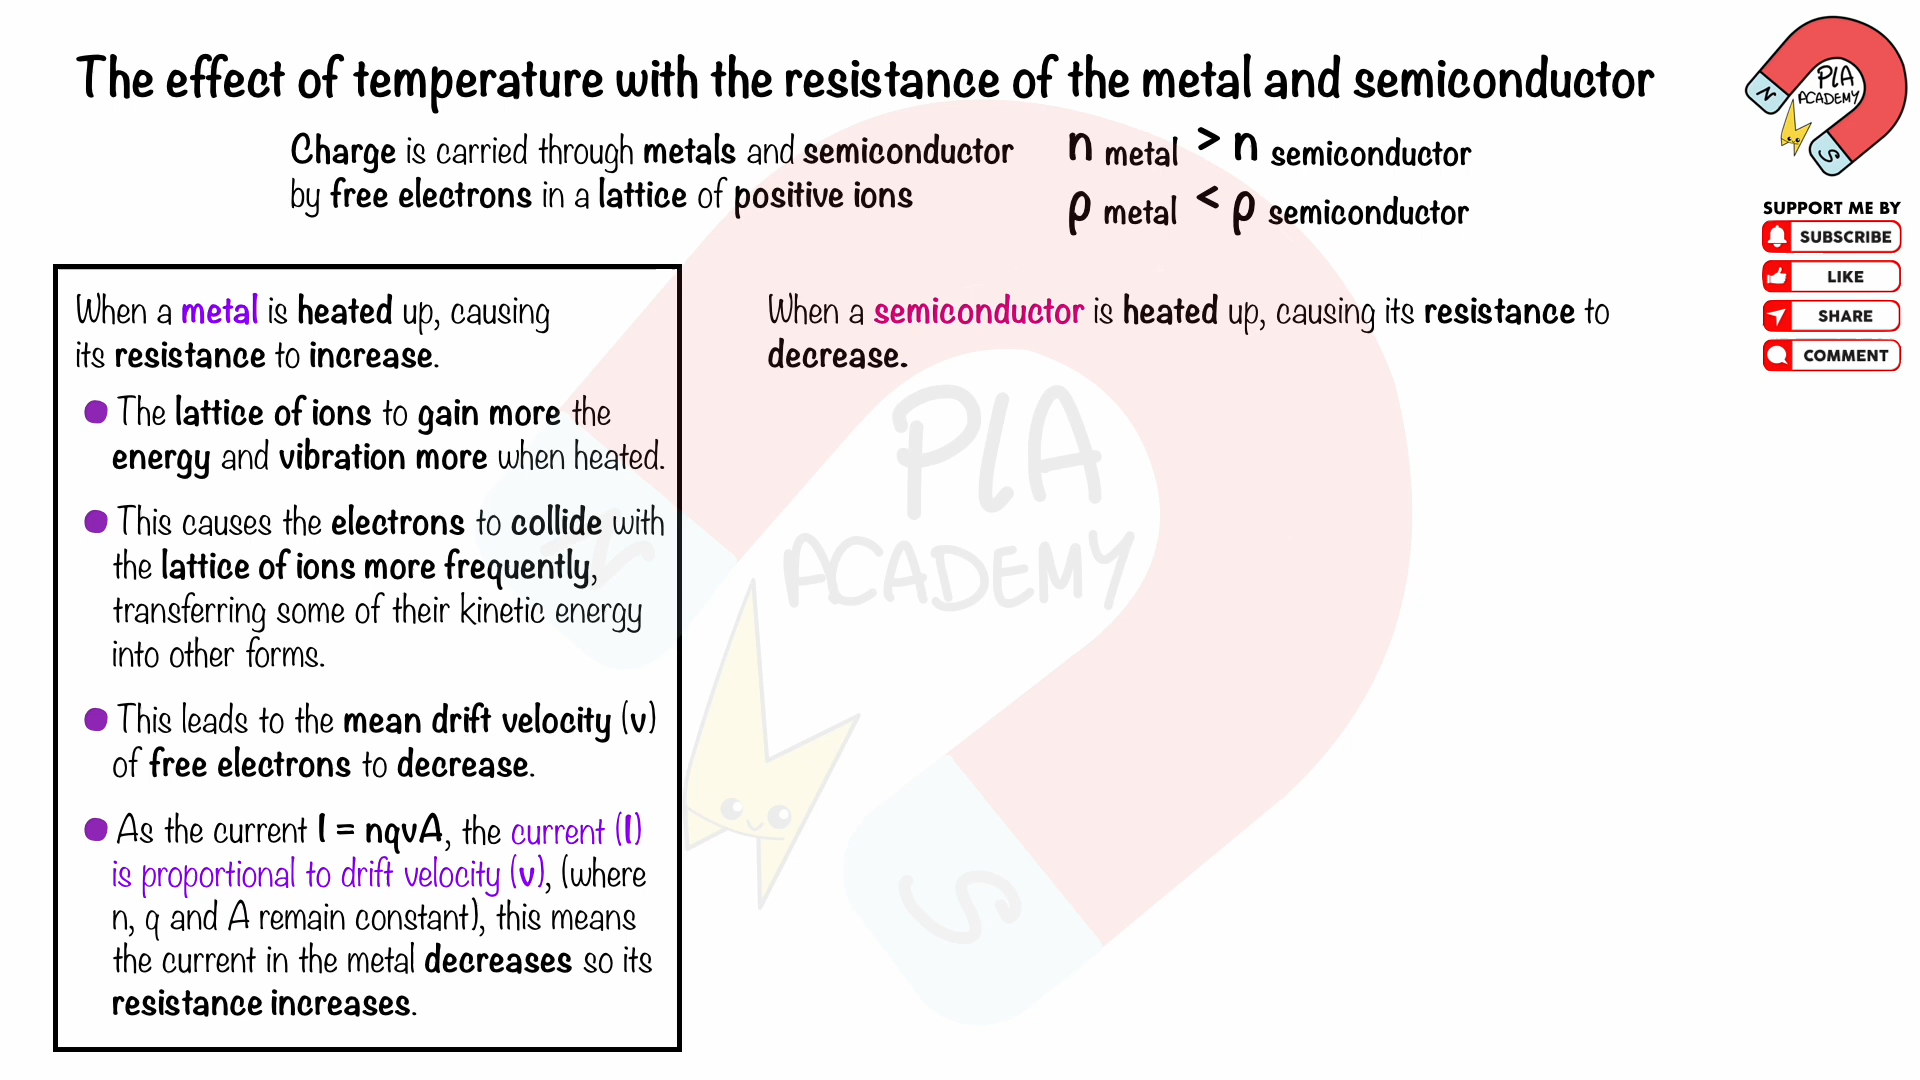 The effect of temperature with the resistance of the metal and semiconductor
Charge is carried through metals and semiconductor
by free electrons in a lattice of positive ions
n metal > n semiconductor
ρ metal < ρ semiconductor
PLA
ACADEMY
N
S
SUPPORT ME BY
SUBSCRIBE
LIKE
SHARE
COMMENT
When a metal is heated up, causing
its resistance to increase.
The lattice of ions to gain more the
energy and vibration more when heated.
This causes the electrons to collide with
the lattice of ions more frequently,
transferring some of their kinetic energy
into other forms.
This leads to the mean drift velocity (v)
of free electrons to decrease.
As the current I = nqvA, the current (I)
is proportional to drift velocity (v), (where
n, q and A remain constant), this means
the current in the metal decreases so its
resistance increases.
When a semiconductor is heated up, causing its resistance to
decrease.
PLA
ACADEMY
N
S